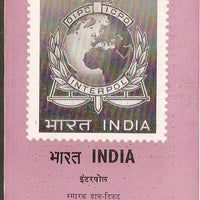 OIPC ICPO
INTERPOL
भारत INDIA
भारत INDIA
इंटरपोल
स्मारक डाक-टिकट